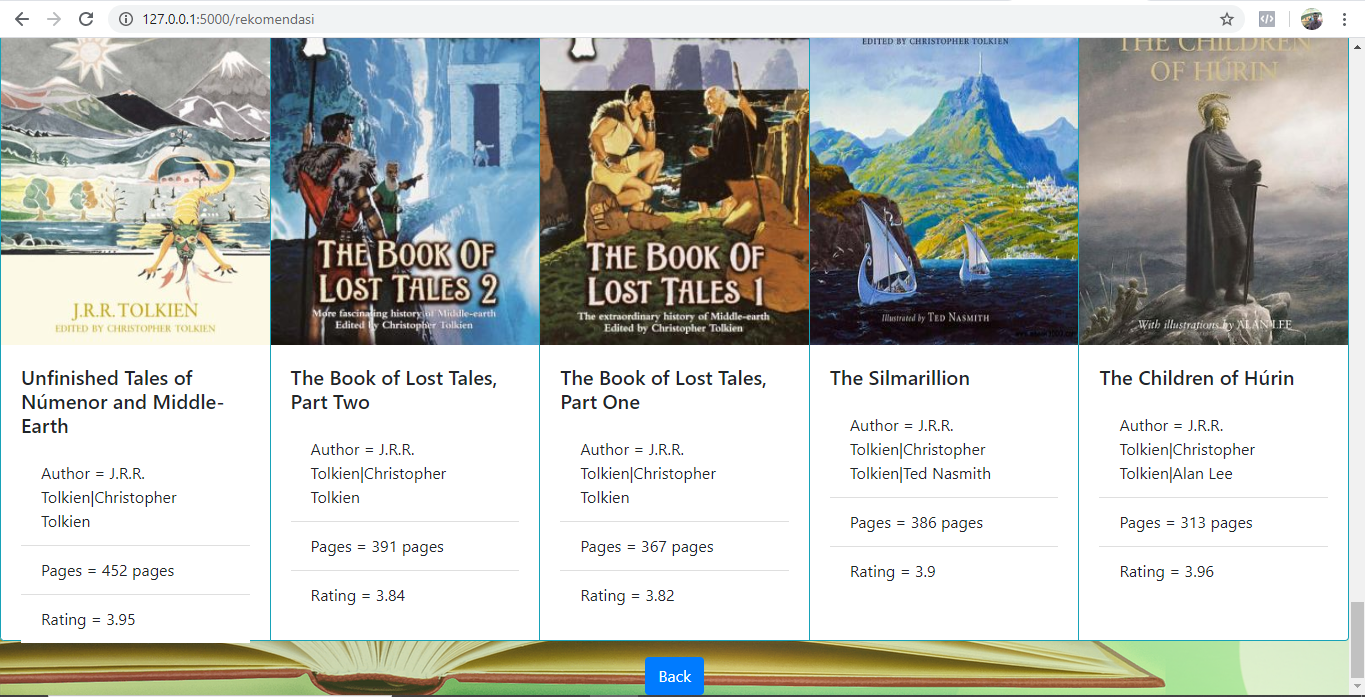 127.0.0.1:5000/rekomendasi
J.R.R. TOLKIEN
EDITED BY CHRISTOPHER TOLKIEN
THE BOOK OF
LOST TALES 2
More fascinating history of Middle-earth
Edited by Christopher Tolkien
THE BOOK OF
LOST TALES 1
The extraordinary history of Middle-earth
Edited by Christopher Tolkien
EDITED BY CHRISTOPHER TOLKIEN
Illustrated by TED NASMITH
THE CHILDREN
OF HÚRIN
With illustrations by ALAN LEE
Unfinished Tales of
Númenor and Middle-
Earth
Author = J.R.R.
Tolkien|Christopher
Tolkien
Pages = 452 pages
Rating = 3.95
The Book of Lost Tales,
Part Two
Author = J.R.R.
Tolkien|Christopher
Tolkien
Pages = 391 pages
Rating = 3.84
The Book of Lost Tales,
Part One
Author = J.R.R.
Tolkien|Christopher
Tolkien
Pages = 367 pages
Rating = 3.82
The Silmarillion
Author = J.R.R.
Tolkien|Christopher
Tolkien|Ted Nasmith
Pages = 386 pages
Rating = 3.9
The Children of Húrin
Author = J.R.R.
Tolkien|Christopher
Tolkien|Alan Lee
Pages = 313 pages
Rating = 3.96
Back